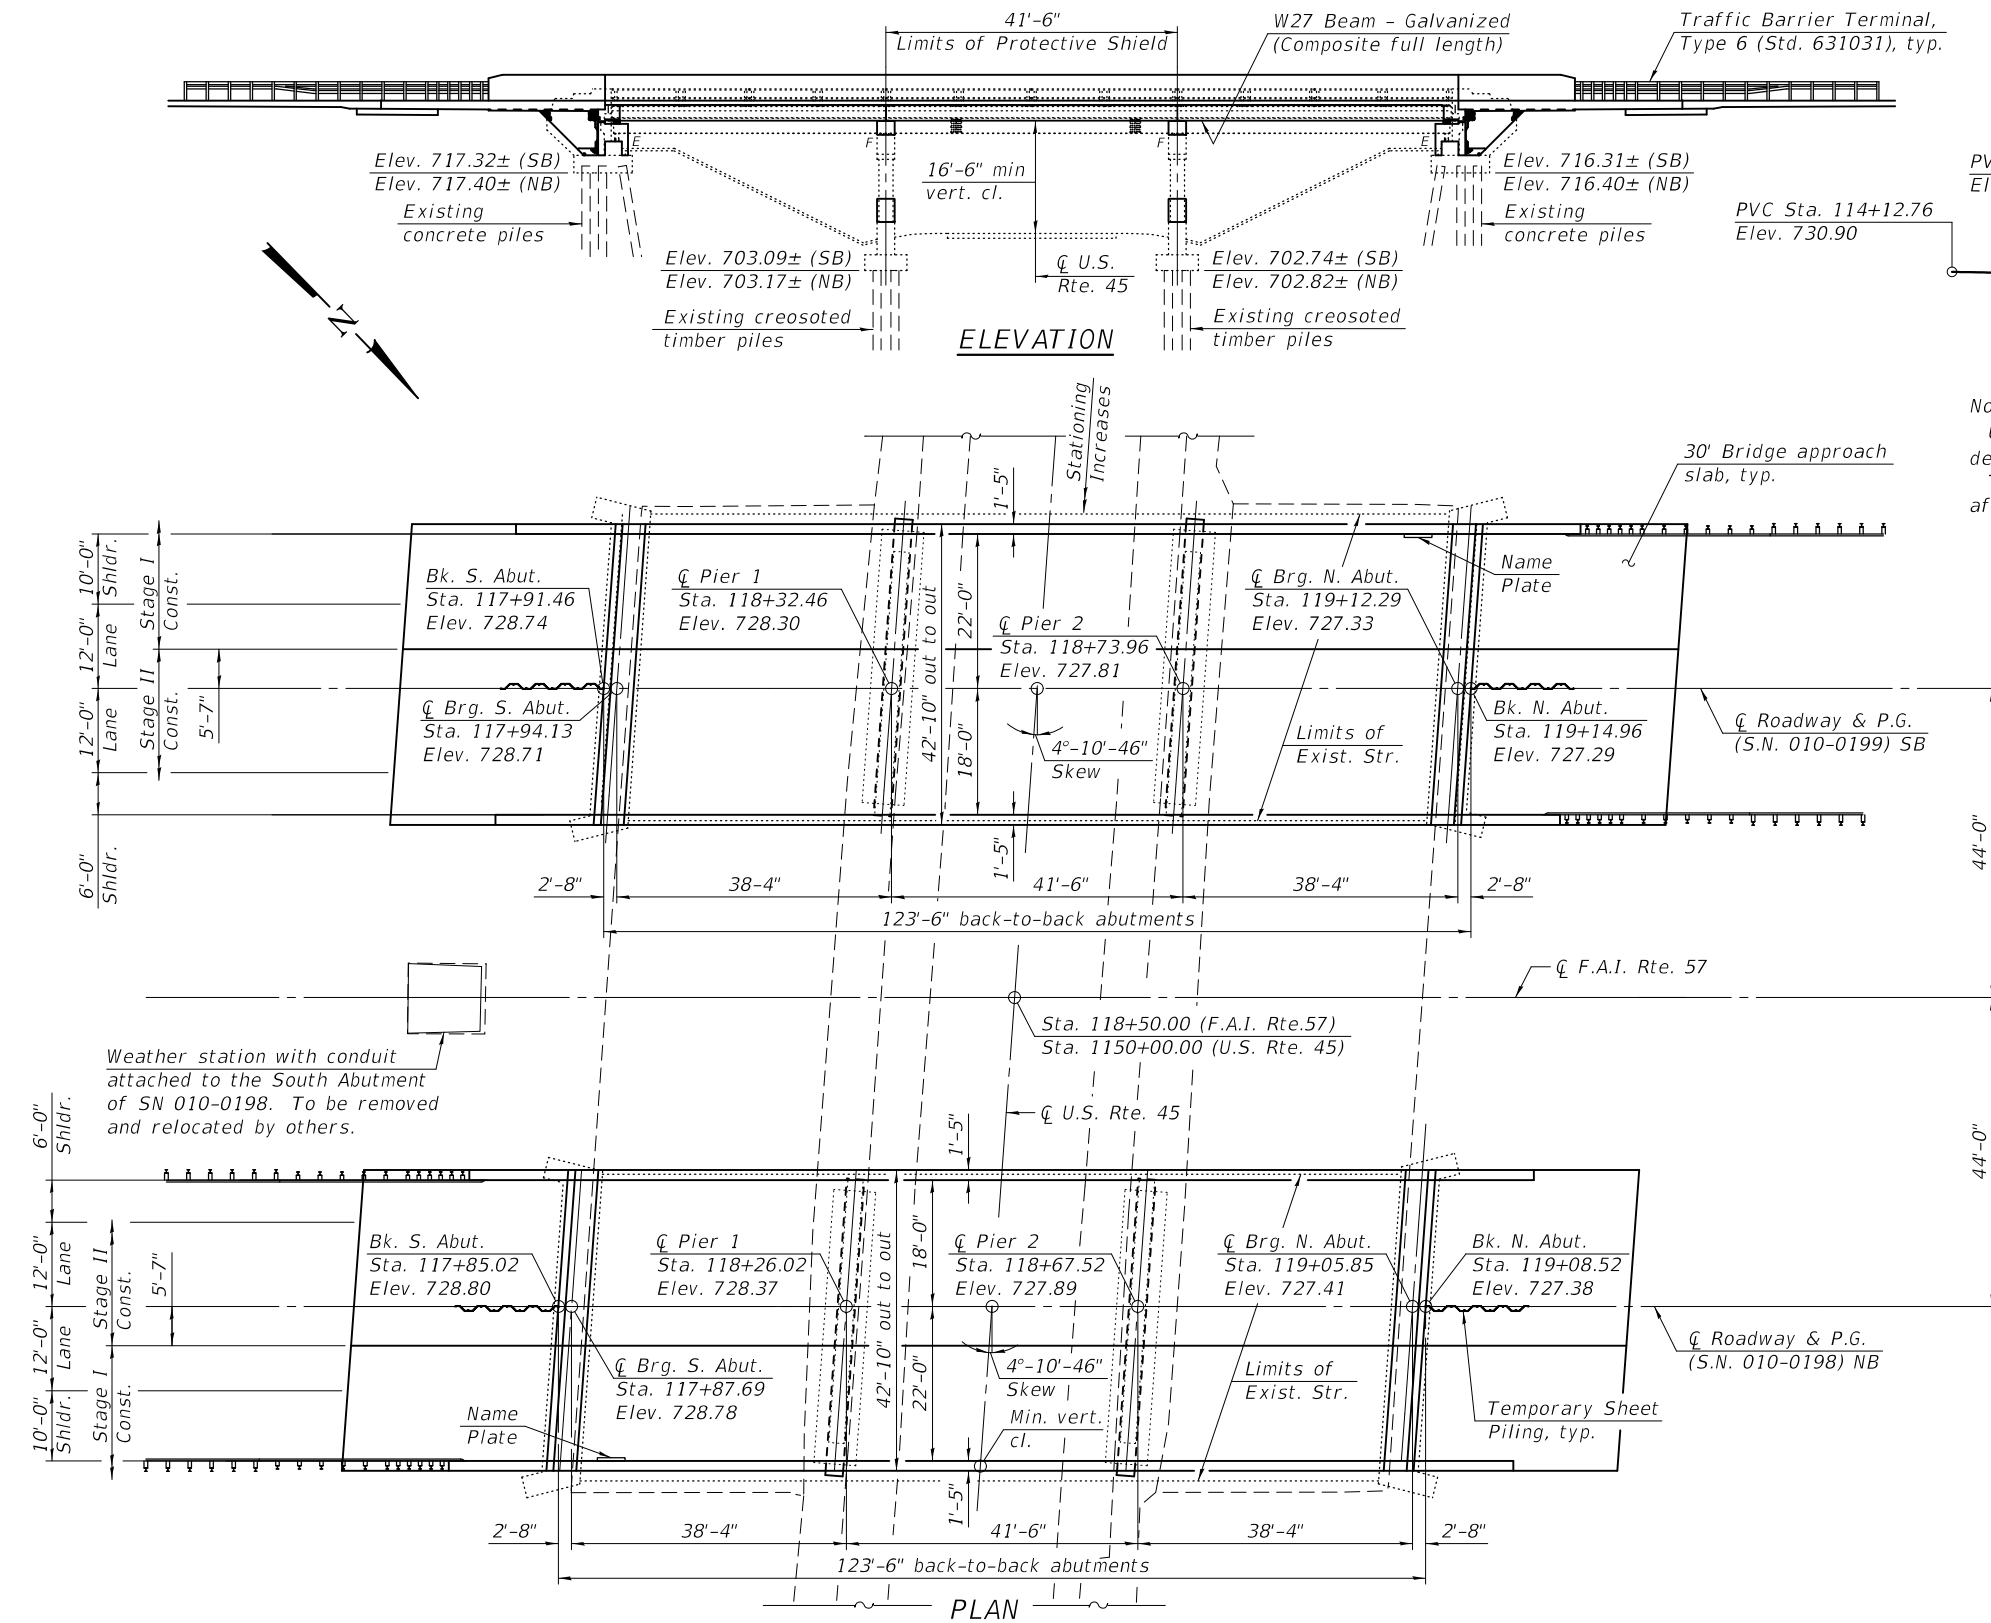 41'-6"
Limits of Protective Shield
W27 Beam - Galvanized
(Composite full length)
Traffic Barrier Terminal,
Type 6 (Std. 631031), typ.
E
F
F
E
Elev. 717.32± (SB)
Elev. 717.40± (NB)
Existing
concrete piles
16'-6" min
vert. cl.
Elev. 716.31± (SB)
Elev. 716.40± (NB)
Existing
concrete piles
PV
El
PVC Sta. 114+12.76
Elev. 730.90
Elev. 703.09± (SB)
Elev. 703.17± (NB)
Existing creosoted
timber piles
℄ U.S.
Rte. 45
Elev. 702.74± (SB)
Elev. 702.82± (NB)
Existing creosoted
timber piles
N
ELEVATION
Stationing
Increases
No
de
af
30' Bridge approach
slab, typ.
1'-5"
10'-0"
Shldr.
12'-0"
Lane
12'-0"
Lane
6'-0"
Shldr.
Stage I
Const.
Stage II
Const.
5'-7"
Bk. S. Abut.
Sta. 117+91.46
Elev. 728.74
℄ Pier 1
Sta. 118+32.46
Elev. 728.30
42'-10" out to out
22'-0"
18'-0"
℄ Pier 2
Sta. 118+73.96
Elev. 727.81
℄ Brg. N. Abut.
Sta. 119+12.29
Elev. 727.33
Name
Plate
℄ Brg. S. Abut.
Sta. 117+94.13
Elev. 728.71
4°-10'-46"
Skew
Limits of
Exist. Str.
Bk. N. Abut.
Sta. 119+14.96
Elev. 727.29
℄ Roadway & P.G.
(S.N. 010-0199) SB
1'-5"
44'-0"
2'-8"
38'-4"
41'-6"
38'-4"
2'-8"
123'-6" back-to-back abutments
℄ F.A.I. Rte. 57
Sta. 118+50.00 (F.A.I. Rte.57)
Sta. 1150+00.00 (U.S. Rte. 45)
Weather station with conduit
attached to the South Abutment
of SN 010-0198. To be removed
and relocated by others.
℄ U.S. Rte. 45
44'-0"
6'-0"
Shldr.
12'-0"
Lane
12'-0"
Lane
10'-0"
Shldr.
Stage II
Const.
Stage I
Const.
5'-7"
1'-5"
Bk. S. Abut.
Sta. 117+85.02
Elev. 728.80
℄ Pier 1
Sta. 118+26.02
Elev. 728.37
42'-10" out to out
18'-0"
22'-0"
℄ Pier 2
Sta. 118+67.52
Elev. 727.89
℄ Brg. N. Abut.
Sta. 119+05.85
Elev. 727.41
Bk. N. Abut.
Sta. 119+08.52
Elev. 727.38
℄ Brg. S. Abut.
Sta. 117+87.69
Elev. 728.78
4°-10'-46"
Skew
Limits of
Exist. Str.
℄ Roadway & P.G.
(S.N. 010-0198) NB
Name
Plate
Min. vert.
cl.
Temporary Sheet
Piling, typ.
1'-5"
2'-8"
38'-4"
41'-6"
38'-4"
2'-8"
123'-6" back-to-back abutments
PLAN